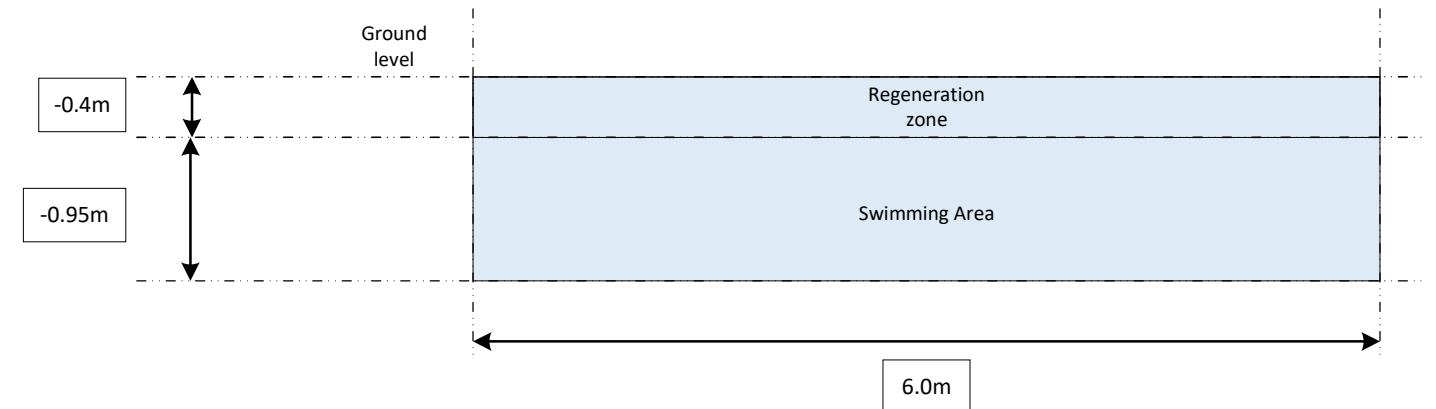 Ground
level
-0.4m
Regeneration
zone
-0.95m
Swimming Area
6.0m